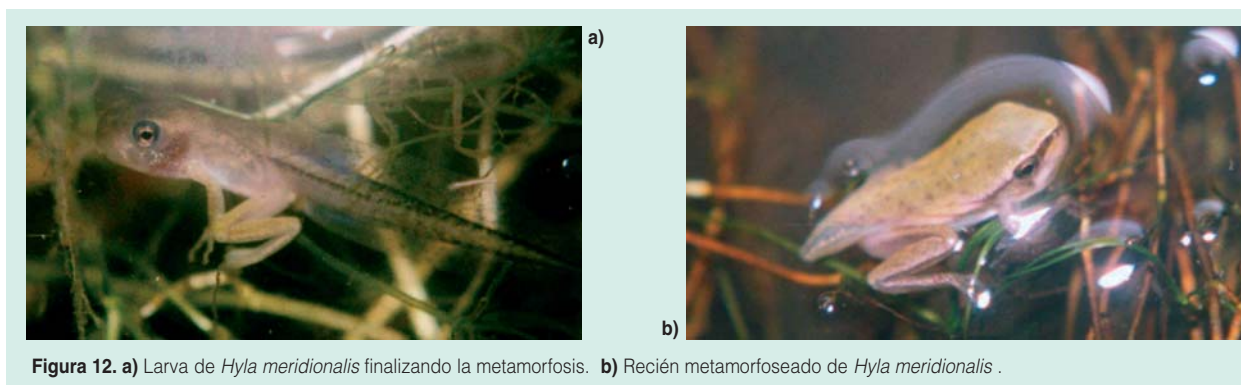 a)
b)
Figura 12. a) Larva de Hyla meridionalis finalizando la metamorfosis. b) Recién metamorfoseado de Hyla meridionalis .